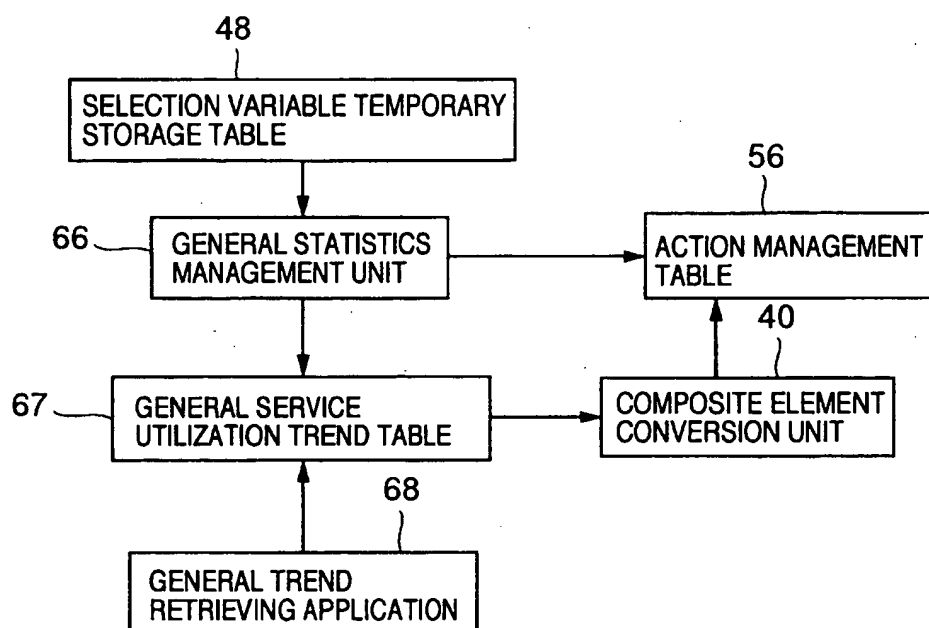 48
SELECTION VARIABLE TEMPORARY
STORAGE TABLE
56
66
GENERAL STATISTICS
MANAGEMENT UNIT
ACTION MANAGEMENT
TABLE
40
67
GENERAL SERVICE
UTILIZATION TREND TABLE
COMPOSITE ELEMENT
CONVERSION UNIT
68
GENERAL TREND
RETRIEVING APPLICATION